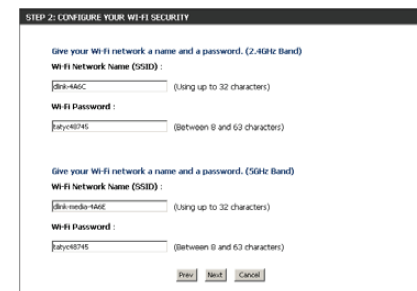 STEP 2: CONFIGURE YOUR WI-FI SECURITY
Give your Wi-Fi network a name and a password. (2.4GHz Band)
Wi-Fi Network Name (SSID) :
dlink-4A6C (Using up to 32 characters)
Wi-Fi Password :
tatyc48745 (Between 8 and 63 characters)
Give your Wi-Fi network a name and a password. (5GHz Band)
Wi-Fi Network Name (SSID) :
dlink-media-4A6E (Using up to 32 characters)
Wi-Fi Password :
tatyc48745 (Between 8 and 63 characters)
Prev Next Cancel